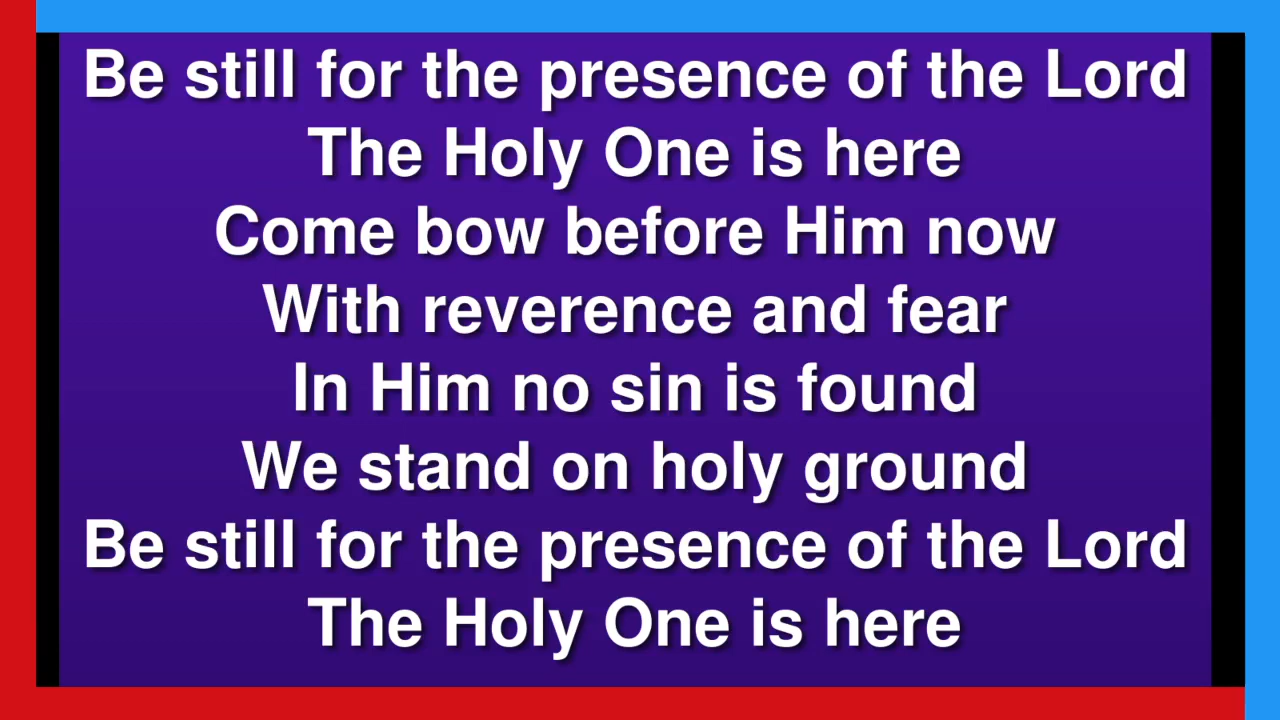 Be still for the presence of the Lord
The Holy One is here
Come bow before Him now
With reverence and fear
In Him no sin is found
We stand on holy ground
Be still for the presence of the Lord
The Holy One is here